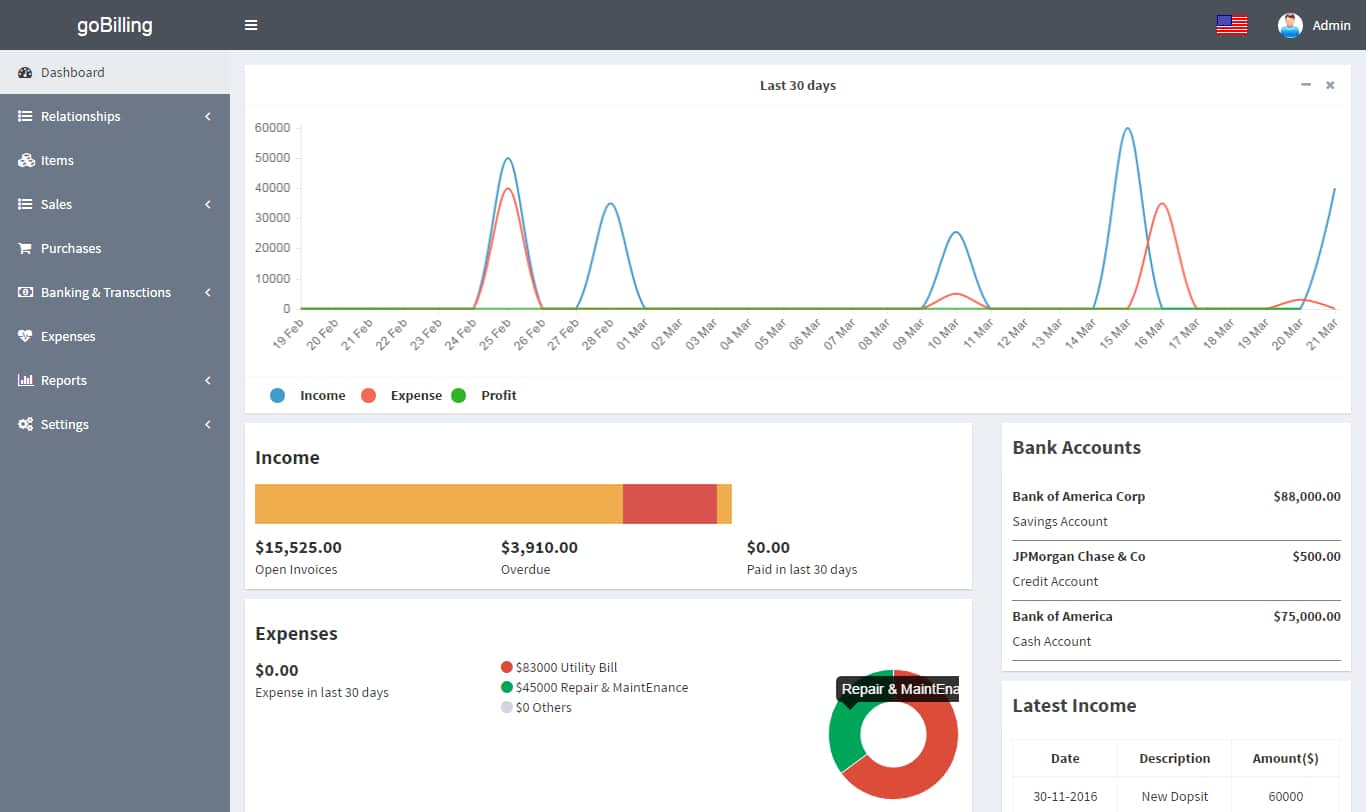 goBilling
Admin
Dashboard
Relationships
Items
Sales
Purchases
Banking & Transctions
Expenses
Reports
Settings
Last 30 days
60000
50000
40000
30000
20000
10000
0
19 Feb 20 Feb 21 Feb 22 Feb 23 Feb 24 Feb 25 Feb 26 Feb 27 Feb 28 Feb 01 Mar 02 Mar 03 Mar 04 Mar 05 Mar 06 Mar 07 Mar 08 Mar 09 Mar 10 Mar 11 Mar 12 Mar 13 Mar 14 Mar 15 Mar 16 Mar 17 Mar 18 Mar 19 Mar 20 Mar 21 Mar
Income Expense Profit
Income
$15,525.00 $3,910.00 $0.00
Open Invoices Overdue Paid in last 30 days
Expenses
$0.00
Expense in last 30 days
$83000 Utility Bill
$45000 Repair & MaintEnance
$0 Others
Repair & MaintEna
Bank Accounts
Bank of America Corp $88,000.00
Savings Account
JPMorgan Chase & Co $500.00
Credit Account
Bank of America $75,000.00
Cash Account
Latest Income
Date Description Amount($)
30-11-2016 New Dopsit 60000